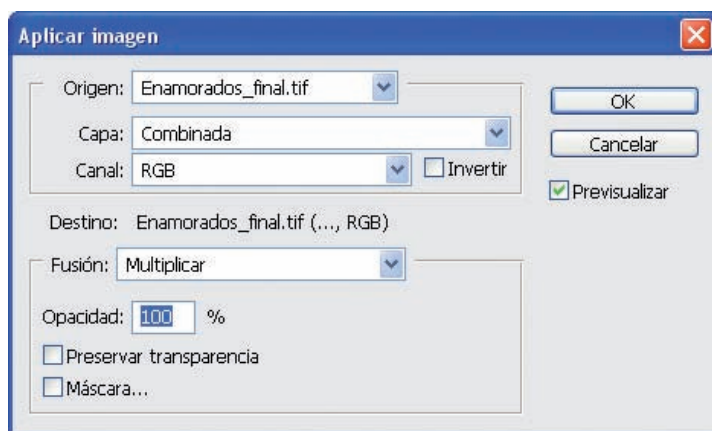 Aplicar imagen
Origen: Enamorados_final.tif
OK
Capa: Combinada
Cancelar
Canal: RGB
Invertir
Previsualizar
Destino: Enamorados_final.tif (..., RGB)
Fusión: Multiplicar
Opacidad: 100 %
Preservar transparencia
Máscara...